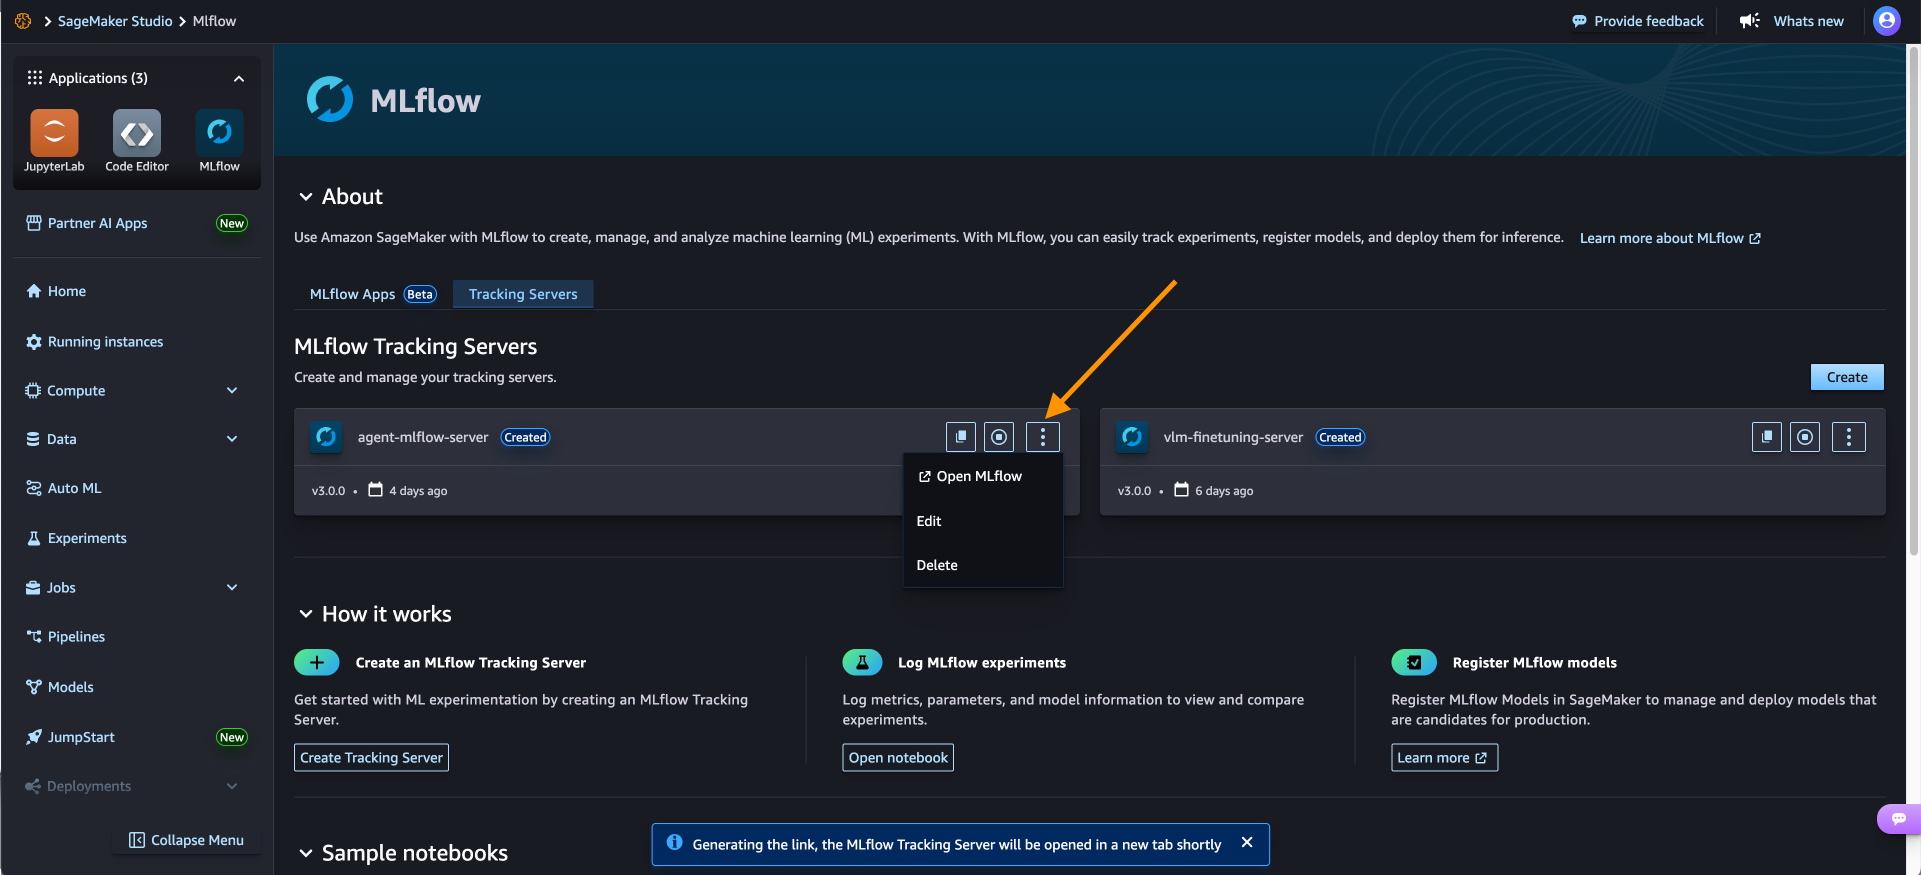 SageMaker Studio
Mlflow
Provide feedback
Whats new
Applications (3)
JupyterLab
Code Editor
MLflow
Partner AI Apps
New
Home
Running instances
Compute
Data
Auto ML
Experiments
Jobs
Pipelines
Models
JumpStart
New
Deployments
Collapse Menu
MLflow
About
Use Amazon SageMaker with MLflow to create, manage, and analyze machine learning (ML) experiments. With MLflow, you can easily track experiments, register models, and deploy them for inference. Learn more about MLflow
MLflow Apps Beta
Tracking Servers
MLflow Tracking Servers
Create and manage your tracking servers.
Create
agent-mlflow-server Created
v3.0.0 • 4 days ago
Open MLflow
Edit
Delete
vlm-finetuning-server Created
v3.0.0 • 6 days ago
How it works
Create an MLflow Tracking Server
Get started with ML experimentation by creating an MLflow Tracking
Server.
Create Tracking Server
Log MLflow experiments
Log metrics, parameters, and model information to view and compare
experiments.
Open notebook
Register MLflow models
Register MLflow Models in SageMaker to manage and deploy models that
are candidates for production.
Learn more
Sample notebooks
Generating the link, the MLflow Tracking Server will be opened in a new tab shortly